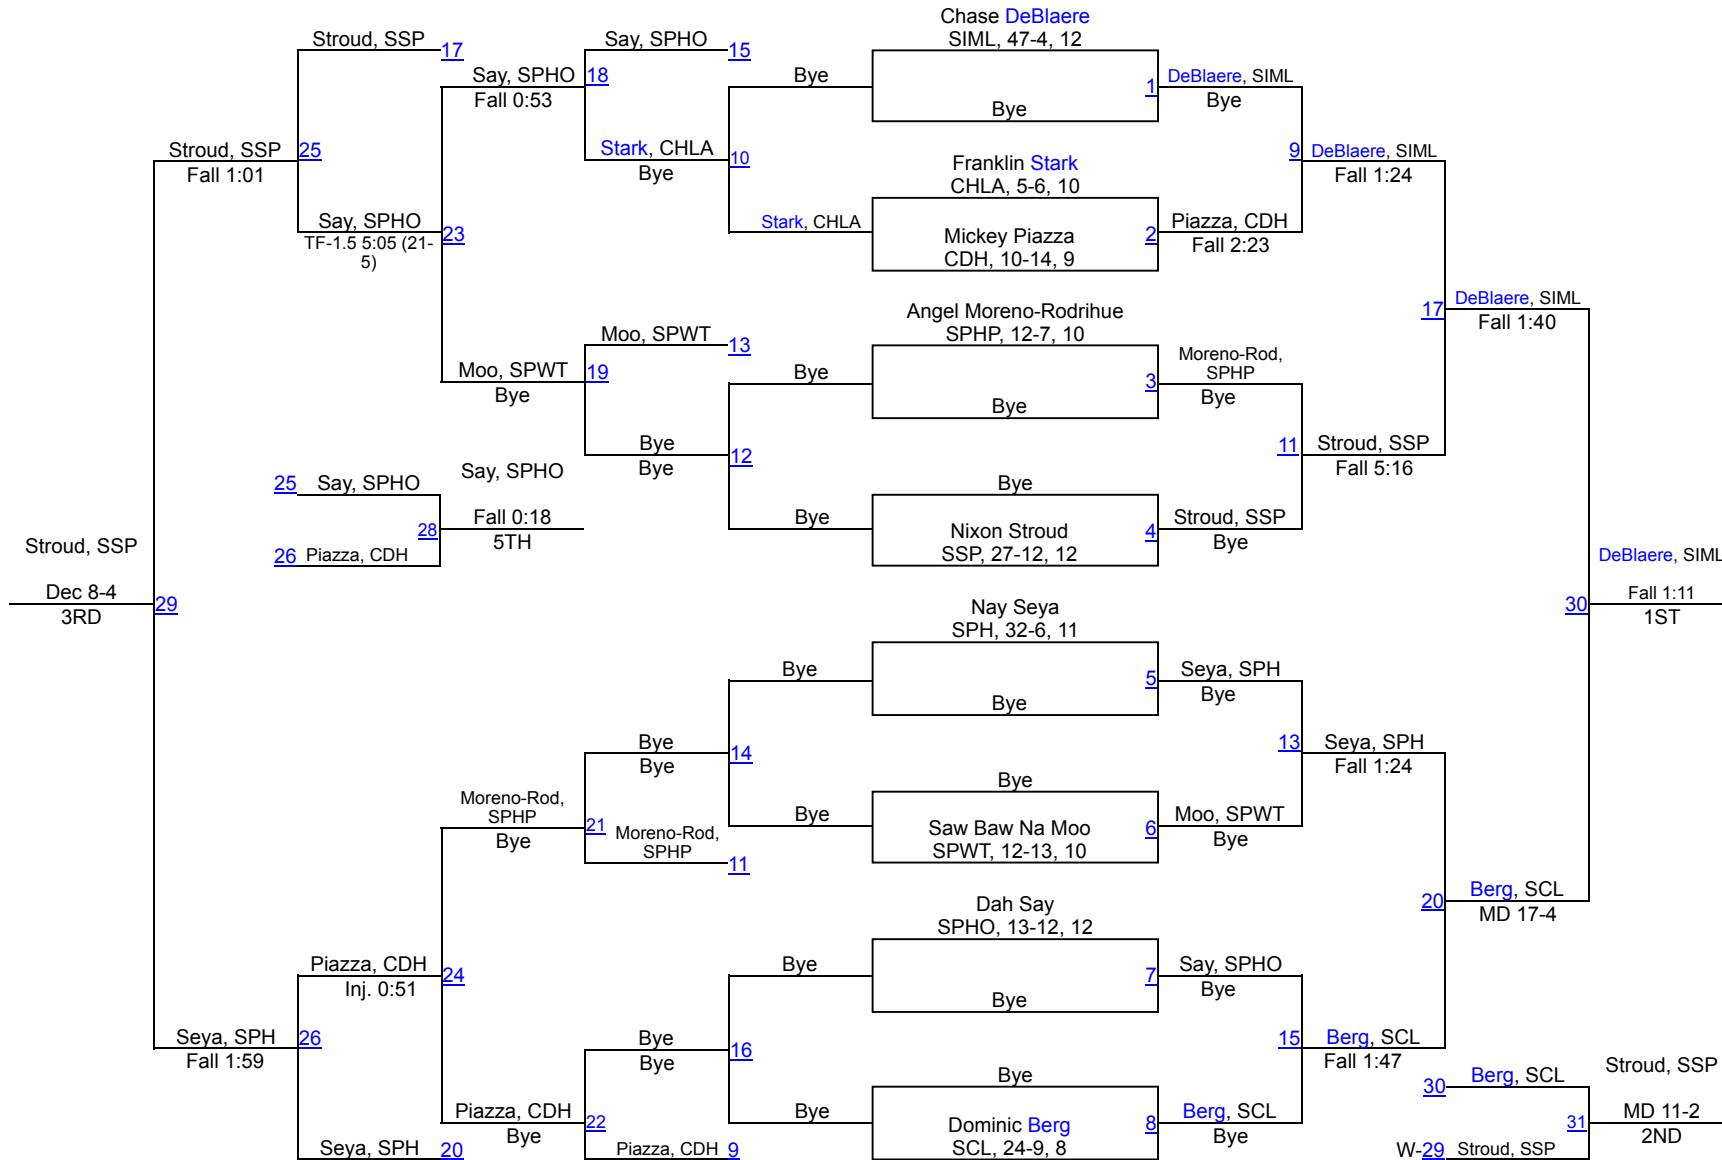 Chase DeBlaere
SIML, 47-4, 12
Stroud, SSP
17
Say, SPHO
15
Say, SPHO
18
Fall 0:53
Bye
Bye
1
DeBlaere, SIML
Bye
Stroud, SSP
25
Fall 1:01
Stark, CHLA
10
Bye
Franklin Stark
CHLA, 5-6, 10
9
DeBlaere, SIML
Fall 1:24
Say, SPHO
23
TF-1.5 5:05 (21-
5)
Stark, CHLA
Mickey Piazza
CDH, 10-14, 9
2
Piazza, CDH
Fall 2:23
Angel Moreno-Rodrihue
SPHP, 12-7, 10
17
DeBlaere, SIML
Fall 1:40
Moo, SPWT
13
Moo, SPWT
19
Bye
Bye
Bye
3
Moreno-Rod,
SPHP
Bye
Bye
12
Bye
11
Stroud, SSP
Fall 5:16
25
Say, SPHO
Say, SPHO
28
Fall 0:18
5TH
26
Piazza, CDH
Bye
Bye
Nixon Stroud
SSP, 27-12, 12
4
Stroud, SSP
Bye
Stroud, SSP
Dec 8-4
3RD
29
DeBlaere, SIML
30
Fall 1:11
1ST
Nay Seya
SPH, 32-6, 11
Bye
Bye
5
Seya, SPH
Bye
Bye
14
Bye
13
Seya, SPH
Fall 1:24
Moreno-Rod,
SPHP
21
Bye
Moreno-Rod,
SPHP
11
Bye
Bye
Saw Baw Na Moo
SPWT, 12-13, 10
6
Moo, SPWT
Bye
20
Berg, SCL
MD 17-4
Dah Say
SPHO, 13-12, 12
Piazza, CDH
24
Inj. 0:51
Bye
Bye
7
Say, SPHO
Bye
Seya, SPH
26
Fall 1:59
Bye
16
Bye
15
Berg, SCL
Fall 1:47
Piazza, CDH
22
Bye
Bye
Bye
Dominic Berg
SCL, 24-9, 8
8
Berg, SCL
Bye
30
Berg, SCL
Stroud, SSP
31
MD 11-2
2ND
Seya, SPH
20
Piazza, CDH
9
W-29
Stroud, SSP